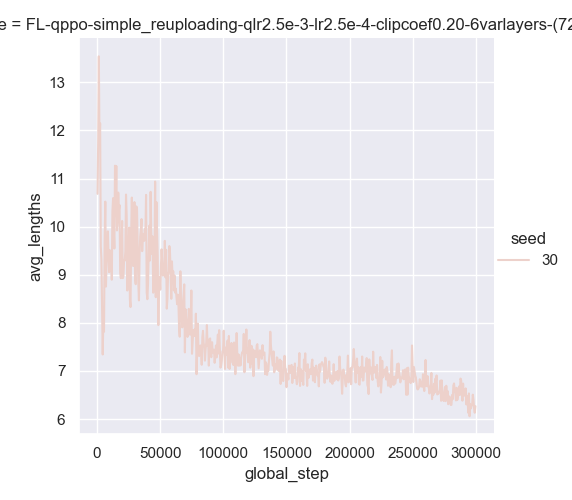 e = FL-qppo-simple_reuploading-qlr2.5e-3-lr2.5e-4-clipcoef0.20-6varlayers-(72
13
12
11
10
9
8
7
6
avg_lengths
0 50000 100000 150000 200000 250000 300000
global_step
seed
30